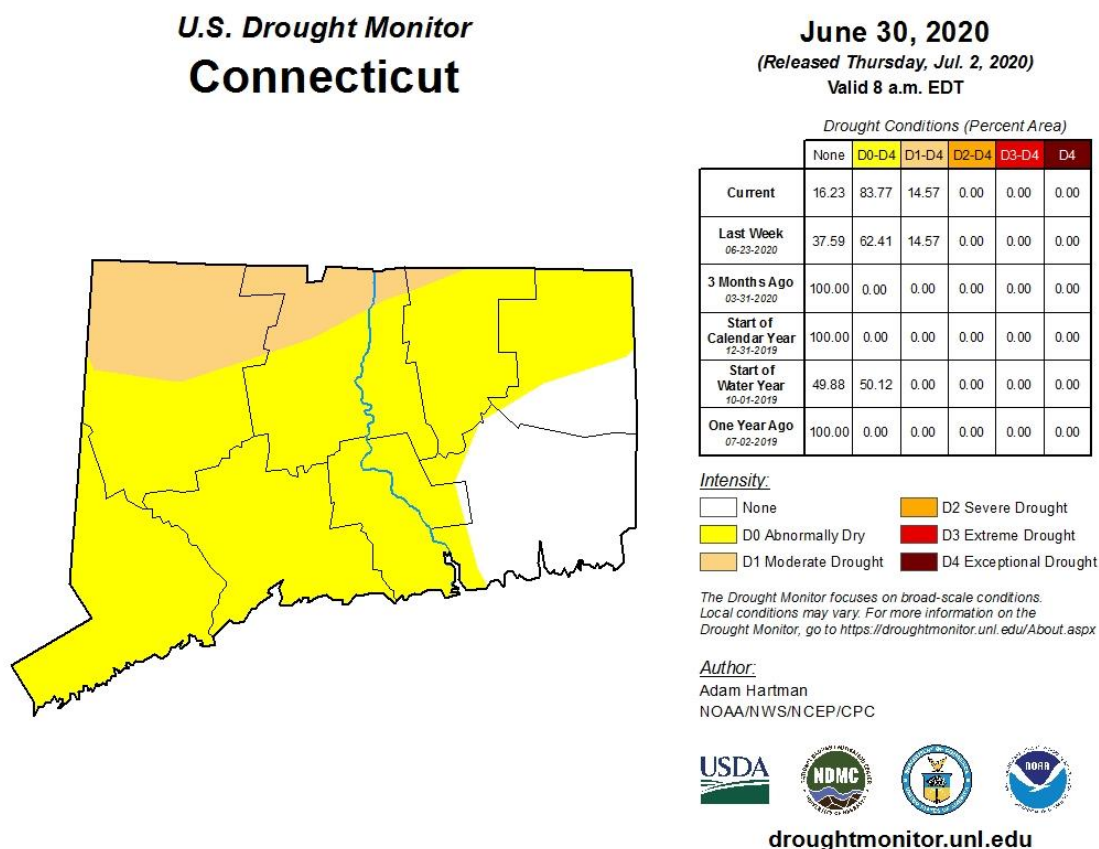 U.S. Drought Monitor
Connecticut
June 30, 2020
(Released Thursday, Jul. 2, 2020)
Valid 8 a.m. EDT
Drought Conditions (Percent Area)
None D0-D4 D1-D4 D2-D4 D3-D4 D4
Current 16.23 83.77 14.57 0.00 0.00 0.00
Last Week 37.59 62.41 14.57 0.00 0.00 0.00
06-23-2020
3 Months Ago 100.00 0.00 0.00 0.00 0.00 0.00
03-31-2020
Start of
Calendar Year 100.00 0.00 0.00 0.00 0.00 0.00
12-31-2019
Start of
Water Year 49.88 50.12 0.00 0.00 0.00 0.00
10-01-2019
One Year Ago 100.00 0.00 0.00 0.00 0.00 0.00
07-02-2019
Intensity:
None D2 Severe Drought
D0 Abnormally Dry D3 Extreme Drought
D1 Moderate Drought D4 Exceptional Drought
The Drought Monitor focuses on broad-scale conditions.
Local conditions may vary. For more information on the
Drought Monitor, go to https://droughtmonitor.unl.edu/About.aspx
Author:
Adam Hartman
NOAA/NWS/NCEP/CPC
USDA NDMC NOAA
droughtmonitor.unl.edu